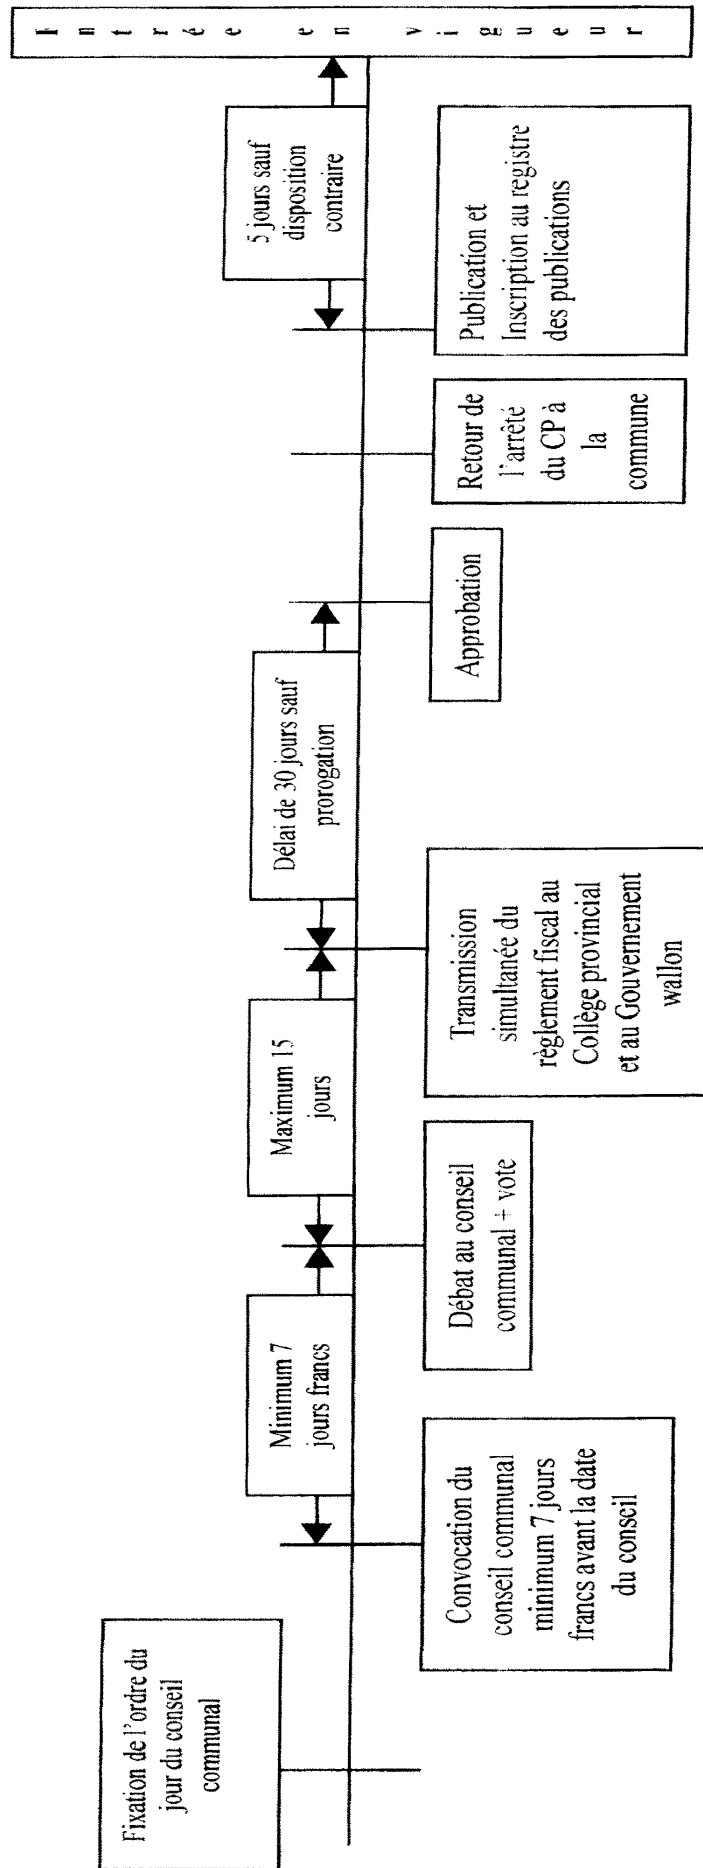 Fixation de l'ordre du
jour du conseil
communal
Convocation du
conseil communal
minimum 7 jours
francs avant la date
du conseil
Minimum 7
jours francs
Débat au conseil
communal + vote
Maximum 15
jours
Transmission
simultanée du
règlement fiscal au
Collège provincial
et au Gouvernement
wallon
Délai de 30 jours sauf
prorogation
Approbation
Retour de
l'arrêté
du CP à
la
commune
Publication et
Inscription au registre
des publications
5 jours sauf
disposition
contraire
Entrée en vigueur